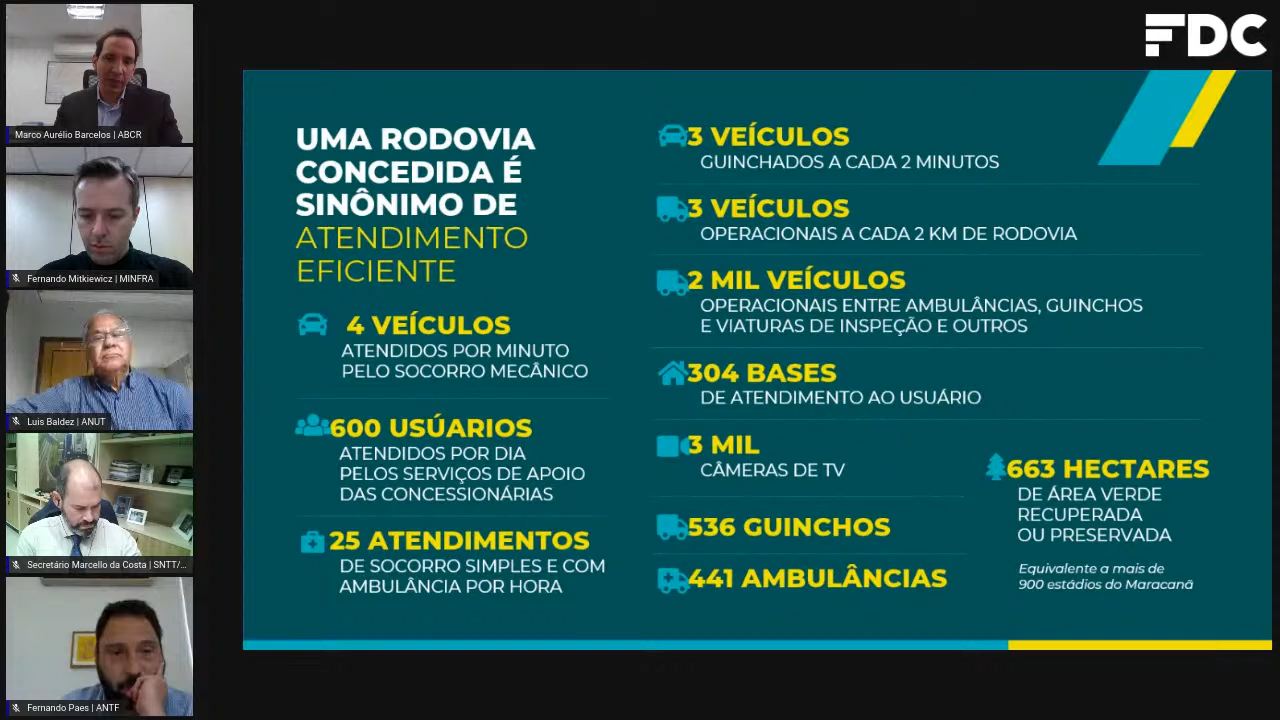 FDC
Marco Aurélio Barcelos | ABCR
Fernando Mitkiewicz | MINFRA
Luis Baldez | ANUT
Secretário Marcello da Costa | SNTT/...
Fernando Paes | ANTF
UMA RODOVIA
CONCEDIDA É
SINÔNIMO DE
ATENDIMENTO
EFICIENTE
4 VEÍCULOS
ATENDIDOS POR MINUTO
PELO SOCORRO MECÂNICO
600 USÚARIOS
ATENDIDOS POR DIA
PELOS SERVIÇOS DE APOIO
DAS CONCESSIONÁRIAS
25 ATENDIMENTOS
DE SOCORRO SIMPLES E COM
AMBULÂNCIA POR HORA
3 VEÍCULOS
GUINCHADOS A CADA 2 MINUTOS
3 VEÍCULOS
OPERACIONAIS A CADA 2 KM DE RODOVIA
2 MIL VEÍCULOS
OPERACIONAIS ENTRE AMBULÂNCIAS, GUINCHOS
E VIATURAS DE INSPEÇÃO E OUTROS
304 BASES
DE ATENDIMENTO AO USUÁRIO
3 MIL
CÂMERAS DE TV
536 GUINCHOS
441 AMBULÂNCIAS
663 HECTARES
DE ÁREA VERDE
RECUPERADA
OU PRESERVADA
Equivalente a mais de
900 estádios do Maracanã